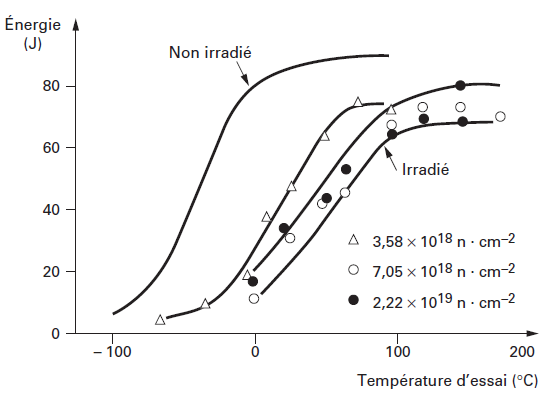 Énergie
(J)
Non irradié
80
60
Irradié
40
△ 3,58 × 10¹⁸ n · cm⁻²
20
○ 7,05 × 10¹⁸ n · cm⁻²
● 2,22 × 10¹⁹ n · cm⁻²
0
– 100 0 100 200
Température d'essai (°C)